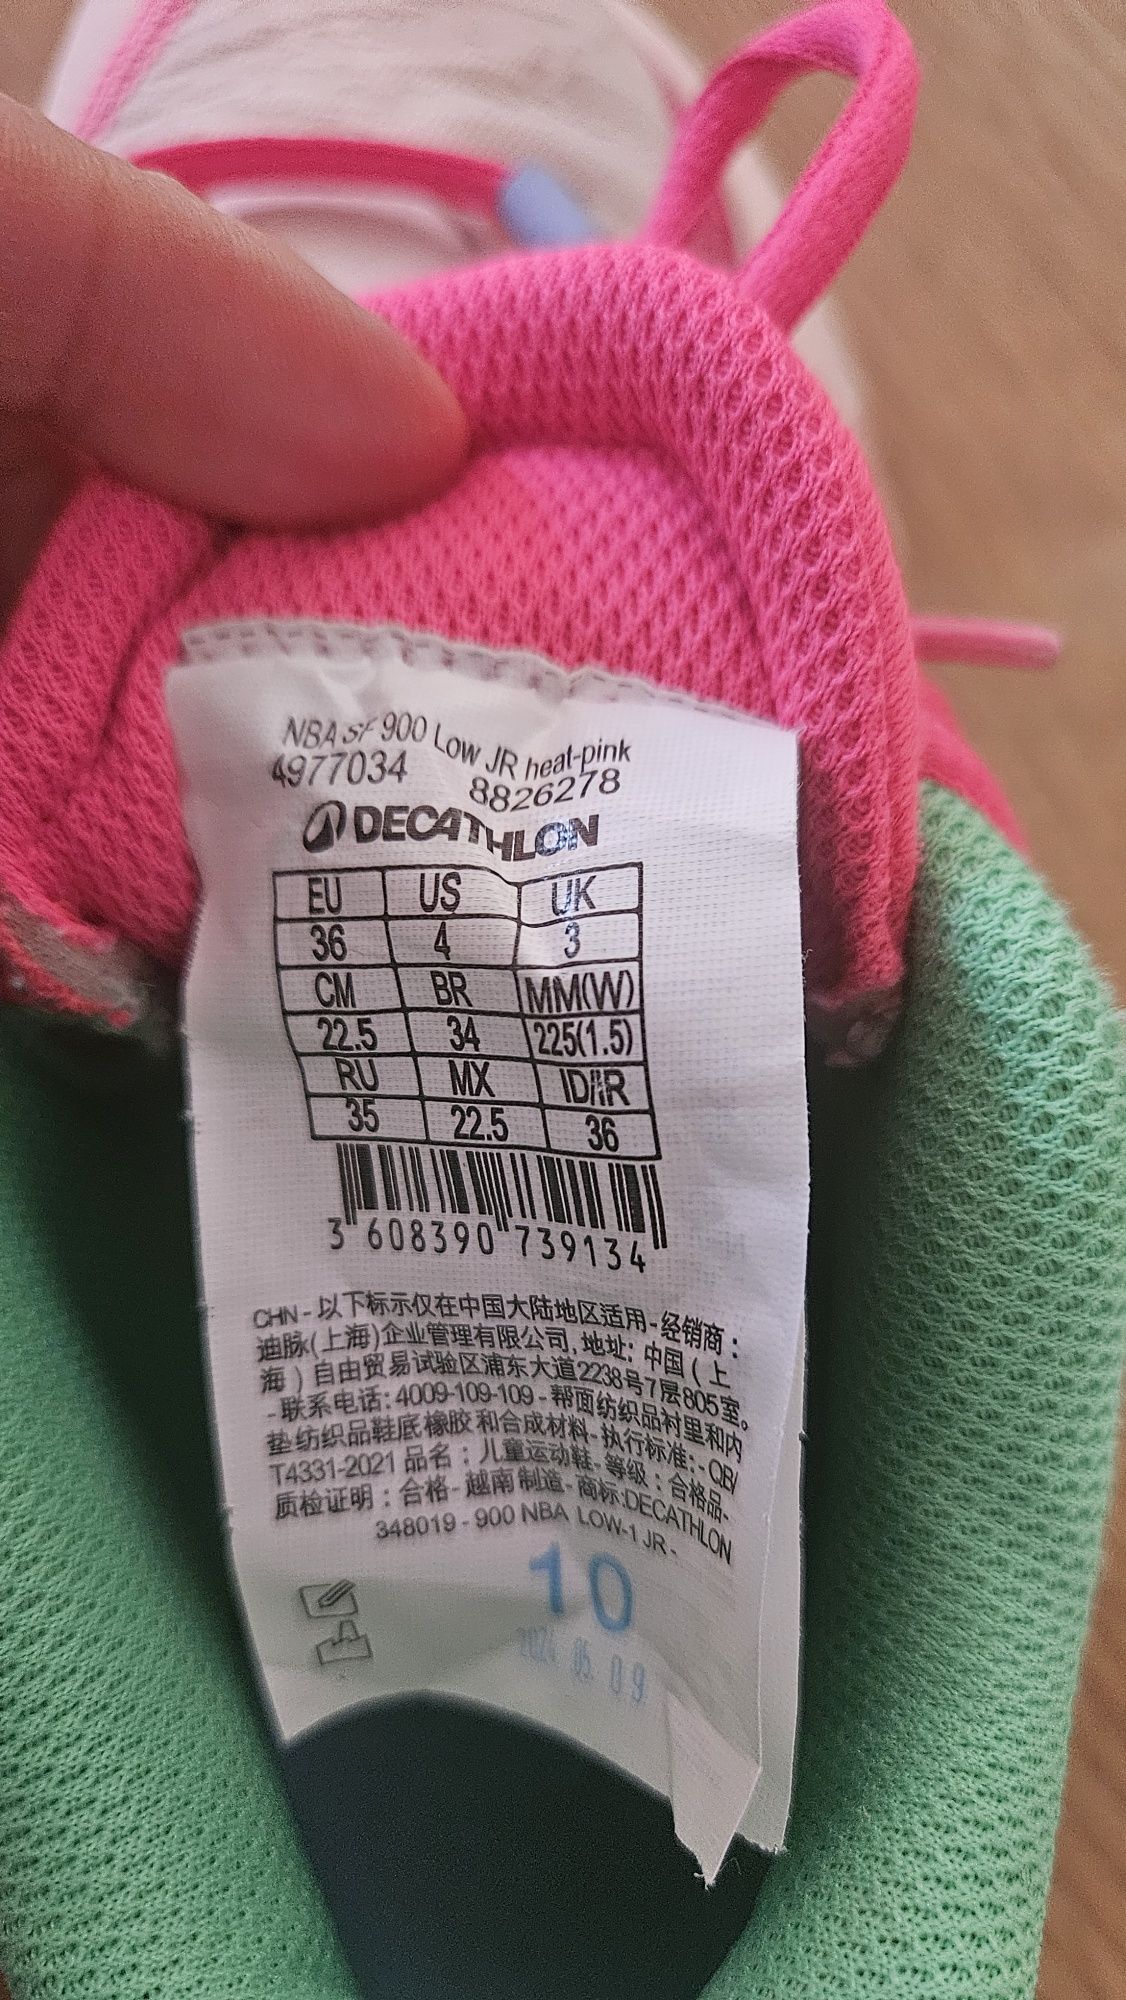 NBA SF 900 Low JR heat-pink
4977034 8826278
DECATHLON
EU US UK
36 4 3
CM BR MM(W)
22.5 34 225(1.5)
RU MX ID/IR
35 22.5 36
3 608390 739134
CHN - 以下标示仅在中国大陆地区适用 - 经销商：
迪脉(上海)企业管理有限公司, 地址: 中国 ( 上
海 ) 自由贸易试验区浦东大道2238号7层805室。
- 联系电话: 4009-109-109 - 帮面纺织品衬里和内
垫纺织品鞋底橡胶和合成材料- 执行标准: - QB/
T4331-2021 品名：儿童运动鞋- 等级：合格品-
质检证明：合格- 越南制造- 商标:DECATHLON
348019 - 900 NBA LOW-1 JR -
10
2024. 05. 09